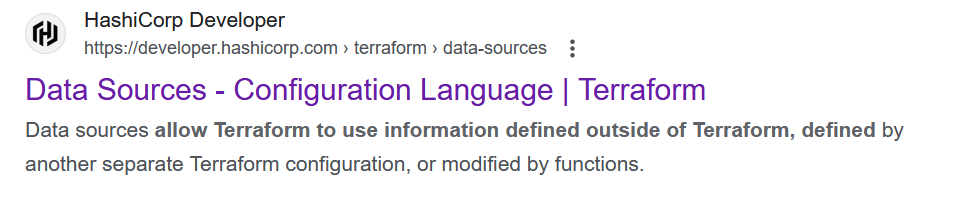 HashiCorp Developer
https://developer.hashicorp.com › terraform › data-sources
Data Sources - Configuration Language | Terraform
Data sources allow Terraform to use information defined outside of Terraform, defined by
another separate Terraform configuration, or modified by functions.